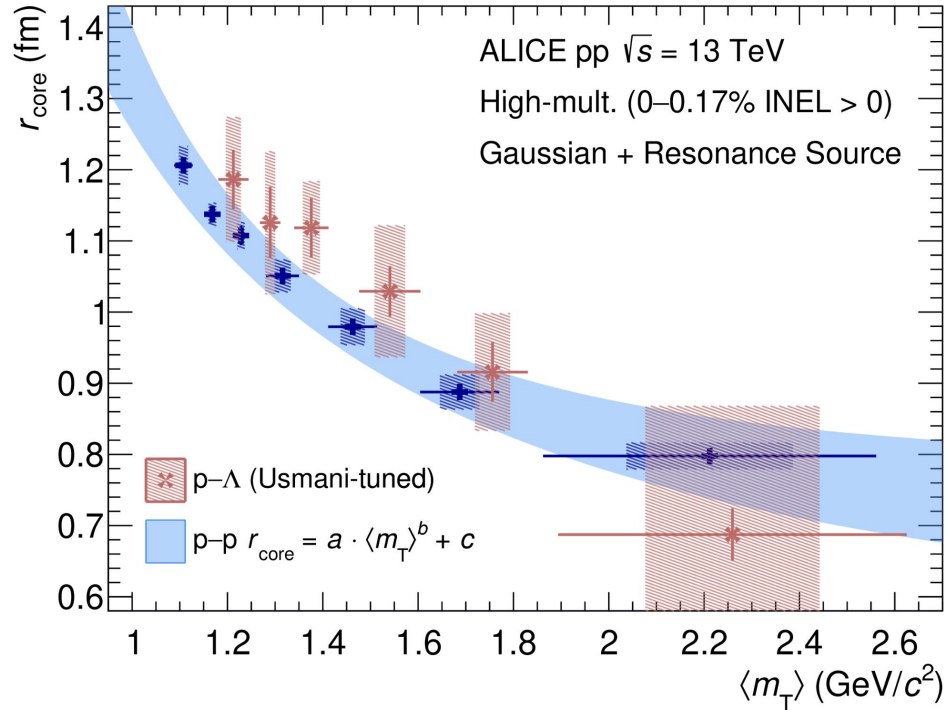 r_core (fm)
1.4
1.3
1.2
1.1
1
0.9
0.8
0.7
0.6
ALICE pp √s = 13 TeV
High-mult. (0–0.17% INEL > 0)
Gaussian + Resonance Source
p–Λ (Usmani-tuned)
p–p r_core = a · ⟨m_T⟩^b + c
1 1.2 1.4 1.6 1.8 2 2.2 2.4 2.6
⟨m_T⟩ (GeV/c²)